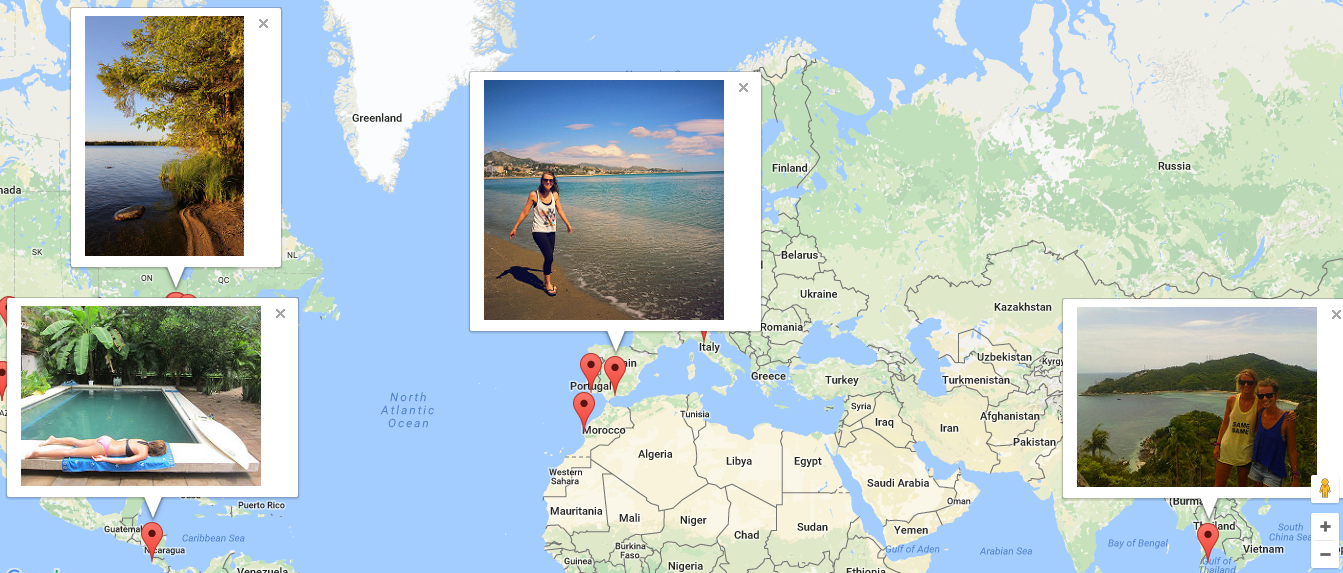 Greenland
Finland
Russia
nada
SK
ON
QC
NL
Belarus
Ukraine
Kazakhstan
Romania
Italy
Uzbekistan
Kyrgy
Portugal
ain
Greece
Turkey
Turkmenistan
North
Atlantic
Ocean
Tunisia
Syria
Afghanistan
Morocco
Iraq
Iran
Pakistan
Algeria
Libya
Egypt
Western
Sahara
Saudi Arabia
Oman
SAME
SAME
Puerto Rico
Mauritania
Mali
Niger
Chad
Sudan
Yemen
(Burma
Guatemala
Caribbean Sea
Nicaragua
Thailand
South
China Sea
Burkina
Faso
Gulf of Aden
Arabian Sea
Bay of Bengal
Vietnam
Guinea
Nigeria
Ethiopia
Venezuela
Gulf of
Thailand